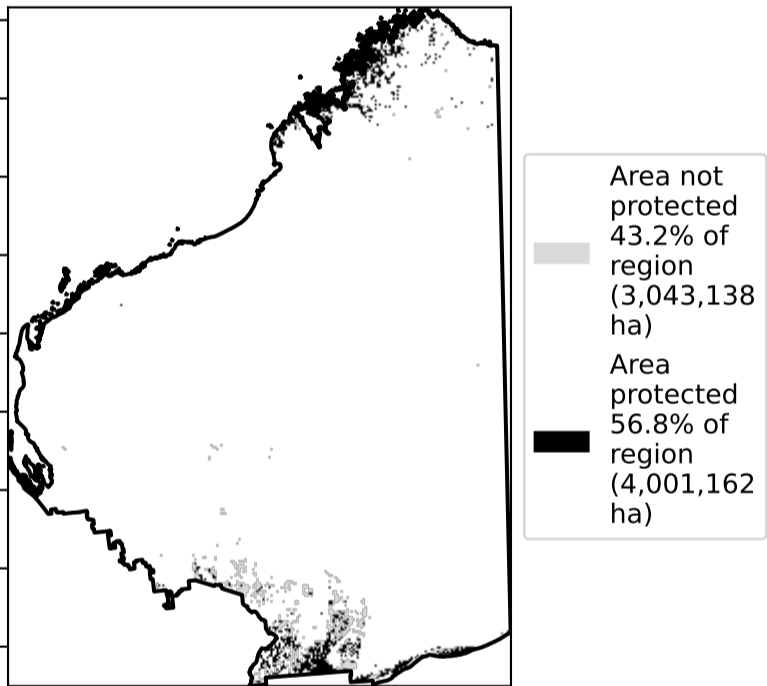 Area not
protected
43.2% of
region
(3,043,138
ha)
Area
protected
56.8% of
region
(4,001,162
ha)